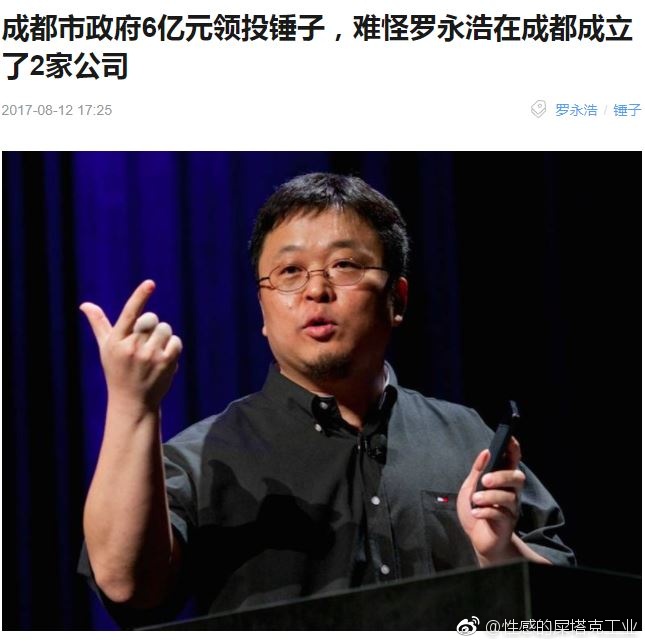 成都市政府6亿元领投锤子，难怪罗永浩在成都成立
了2家公司
2017-08-12 17:25
罗永浩 / 锤子
@性感的屌塔克工业